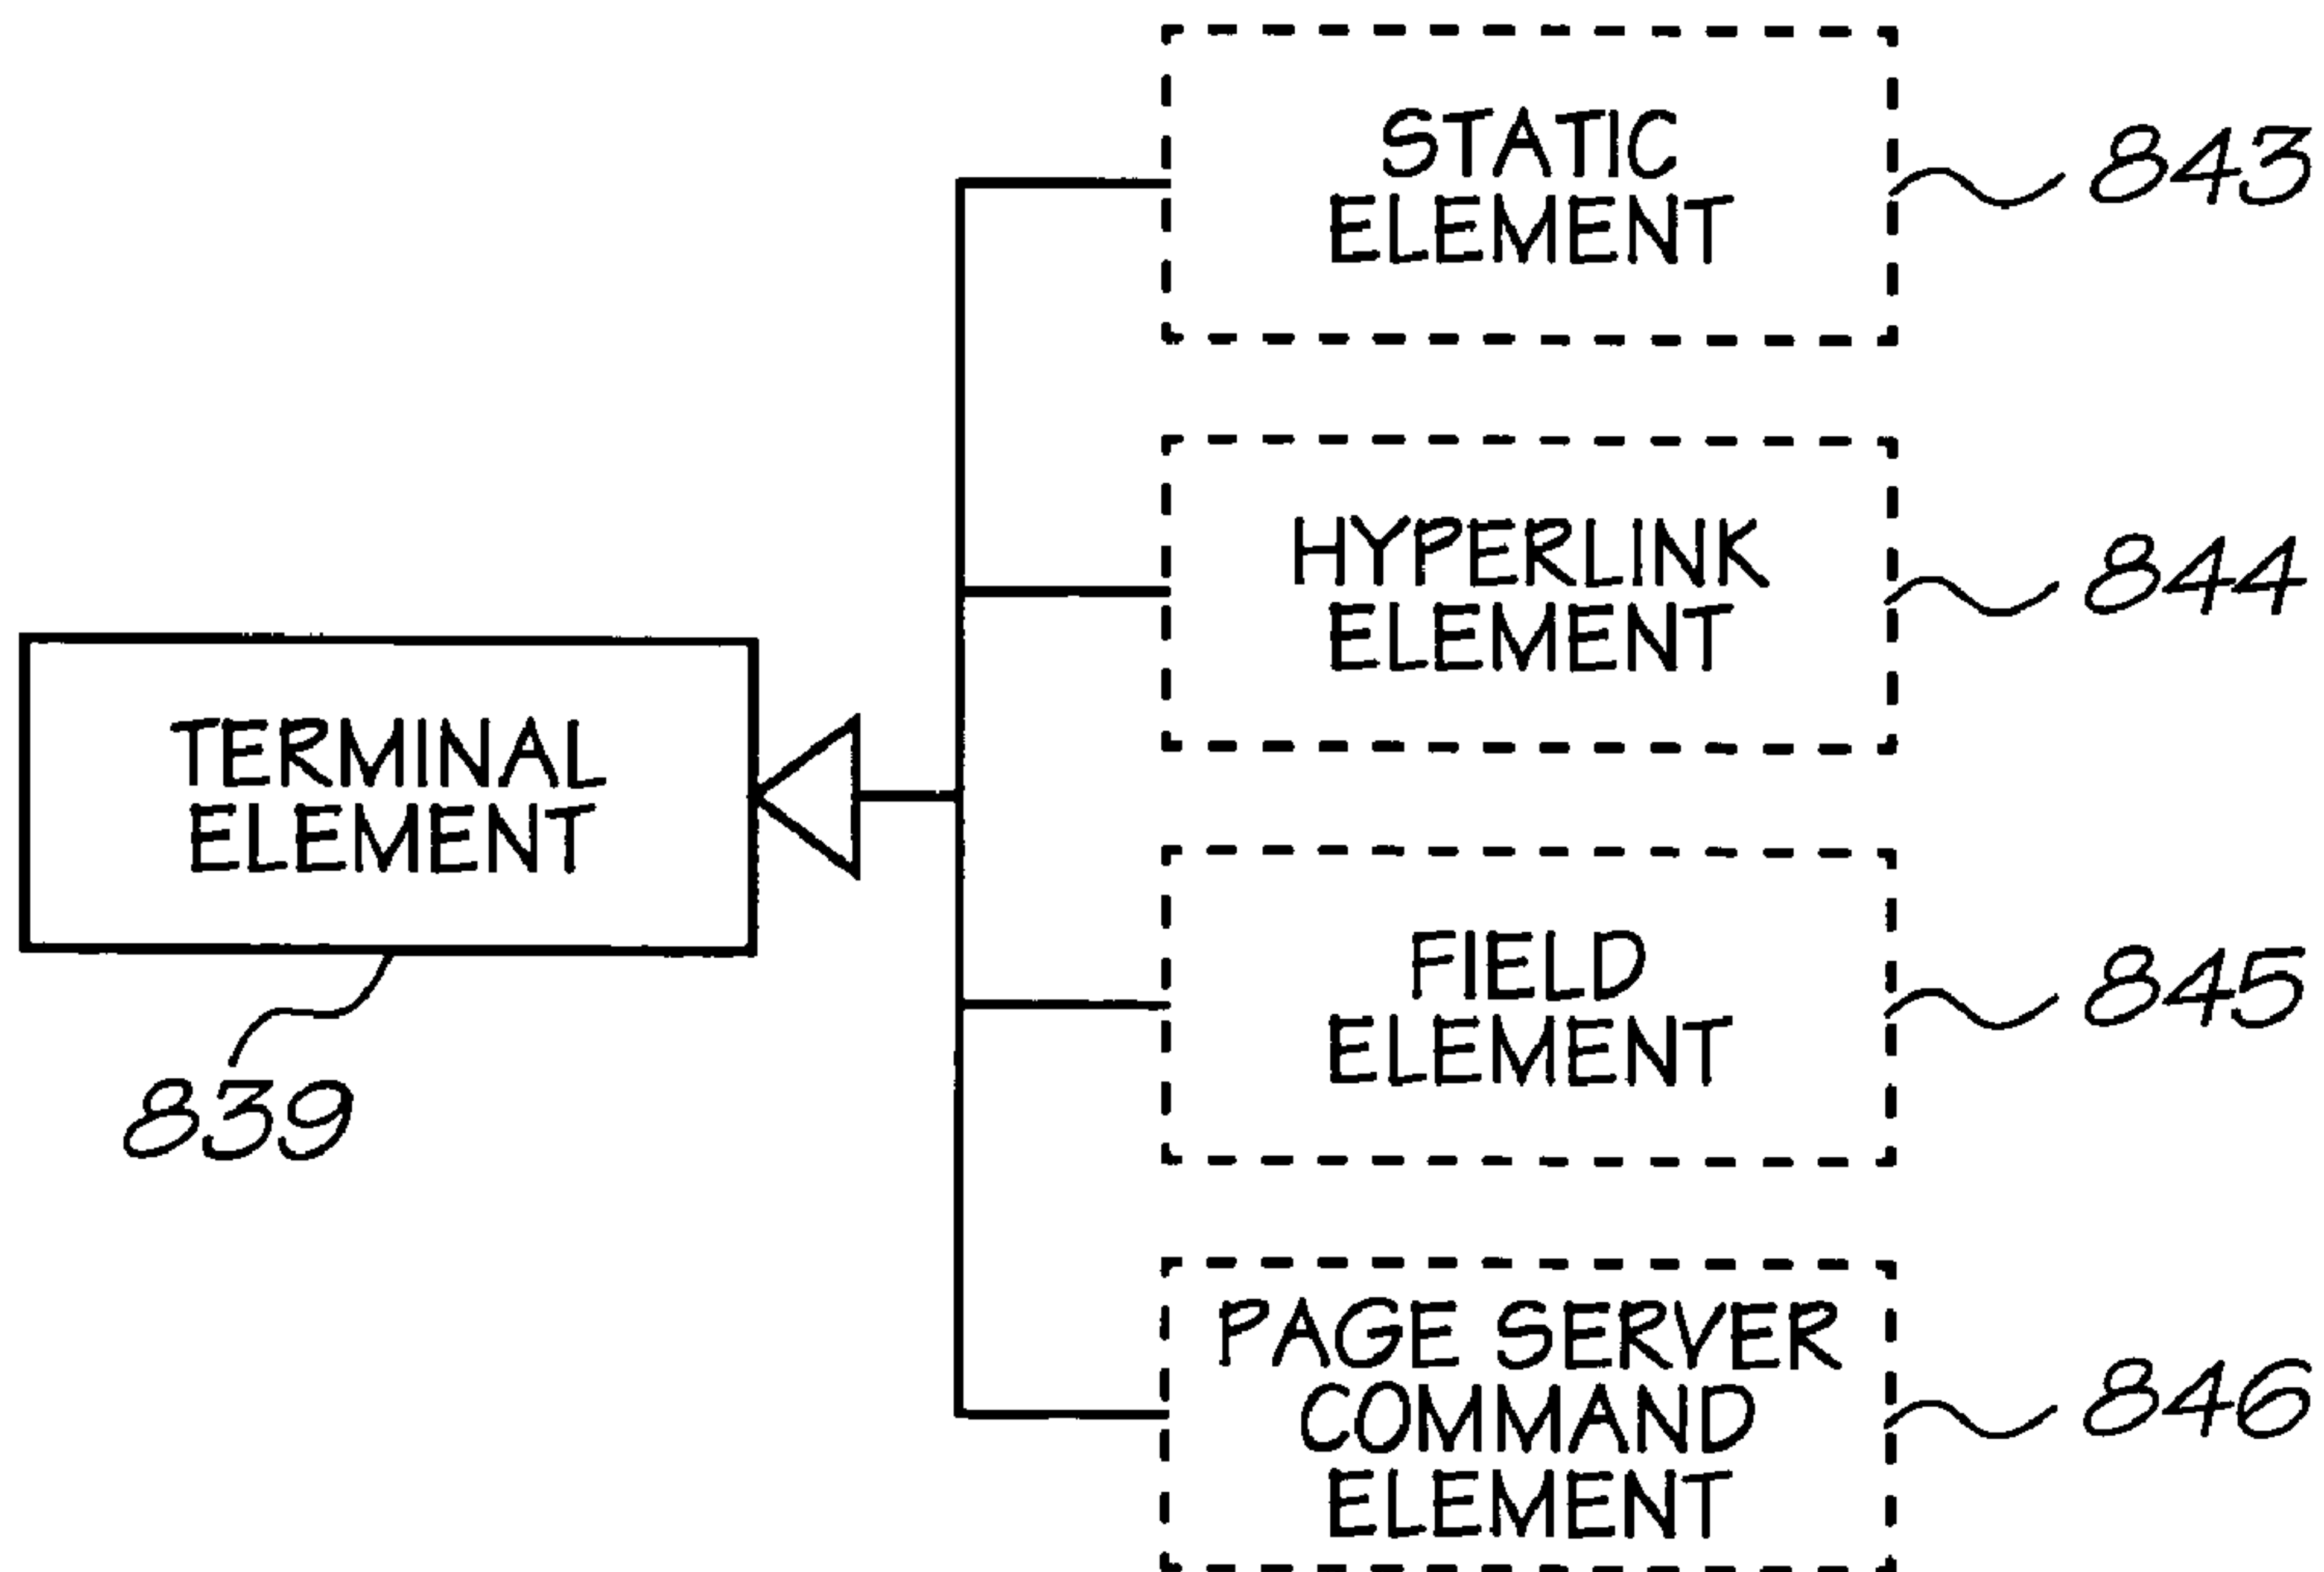 STATIC
ELEMENT
843
HYPERLINK
ELEMENT
844
TERMINAL
ELEMENT
839
FIELD
ELEMENT
845
PAGE SERVER
COMMAND
ELEMENT
846